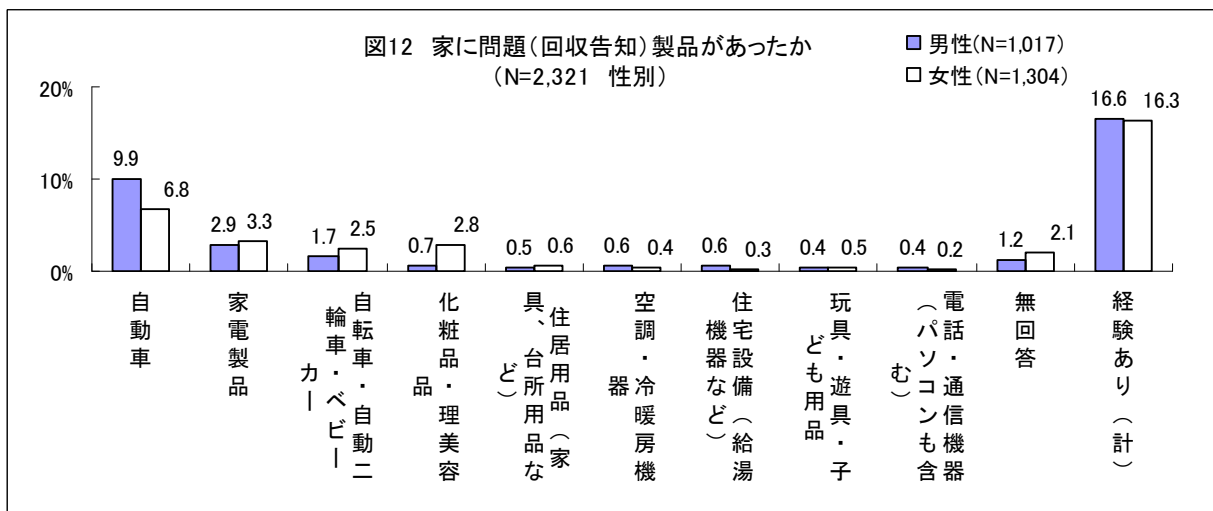 図12 家に問題(回収告知)製品があったか
(N=2,321 性別)
男性(N=1,017)
女性(N=1,304)
20%
10%
0%
9.9
6.8
2.9
3.3
1.7
2.5
0.7
2.8
0.5
0.6
0.6
0.4
0.6
0.3
0.4
0.5
0.4
0.2
1.2
2.1
16.6
16.3
自動車
家電製品
自転車・自動二
輪車・ベビー
カー
化粧品・理美容
品
住居用品(家
具、台所用品な
ど)
空調・冷暖房機
器
住宅設備(給湯
機器など)
玩具・遊具・子
ども用品
電話・通信機器
(パソコンも含
む)
無回答
経験あり(計)